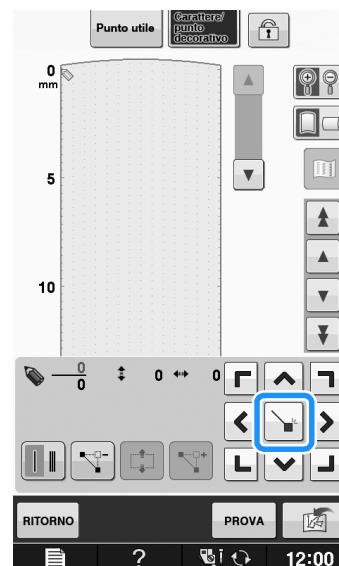 Punto utile
Carattere/
punto
decorativo
0
mm
5
10
0
0
0
0
RITORNO
PROVA
?
12:00